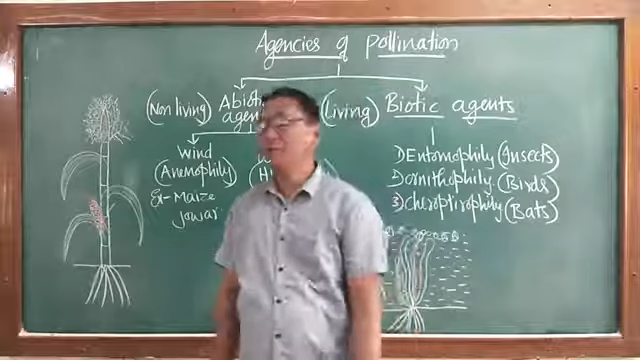 Agencies of pollination
(Non living) Abiotic (Living) Biotic agents
wind
(Anemophily)
Ex- Maize
Jowar
1) Entomophily (Insects)
2) ornithophily (Birds)
3) cheroptirophily (Bats)